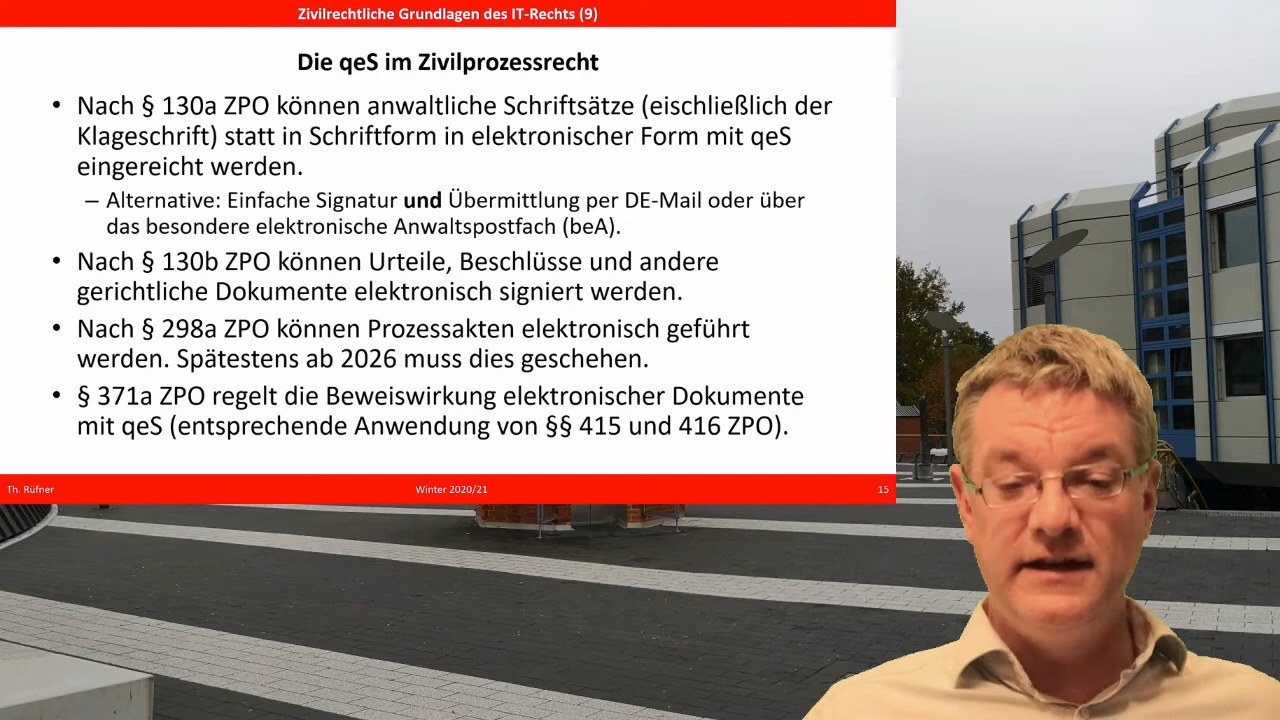 Zivilrechtliche Grundlagen des IT-Rechts (9)
Die qeS im Zivilprozessrecht
• Nach § 130a ZPO können anwaltliche Schriftsätze (eischließlich der
Klageschrift) statt in Schriftform in elektronischer Form mit qeS
eingereicht werden.
– Alternative: Einfache Signatur und Übermittlung per DE-Mail oder über
das besondere elektronische Anwaltspostfach (beA).
• Nach § 130b ZPO können Urteile, Beschlüsse und andere
gerichtliche Dokumente elektronisch signiert werden.
• Nach § 298a ZPO können Prozessakten elektronisch geführt
werden. Spätestens ab 2026 muss dies geschehen.
• § 371a ZPO regelt die Beweiswirkung elektronischer Dokumente
mit qeS (entsprechende Anwendung von §§ 415 und 416 ZPO).
Th. Rüfner
Winter 2020/21
15